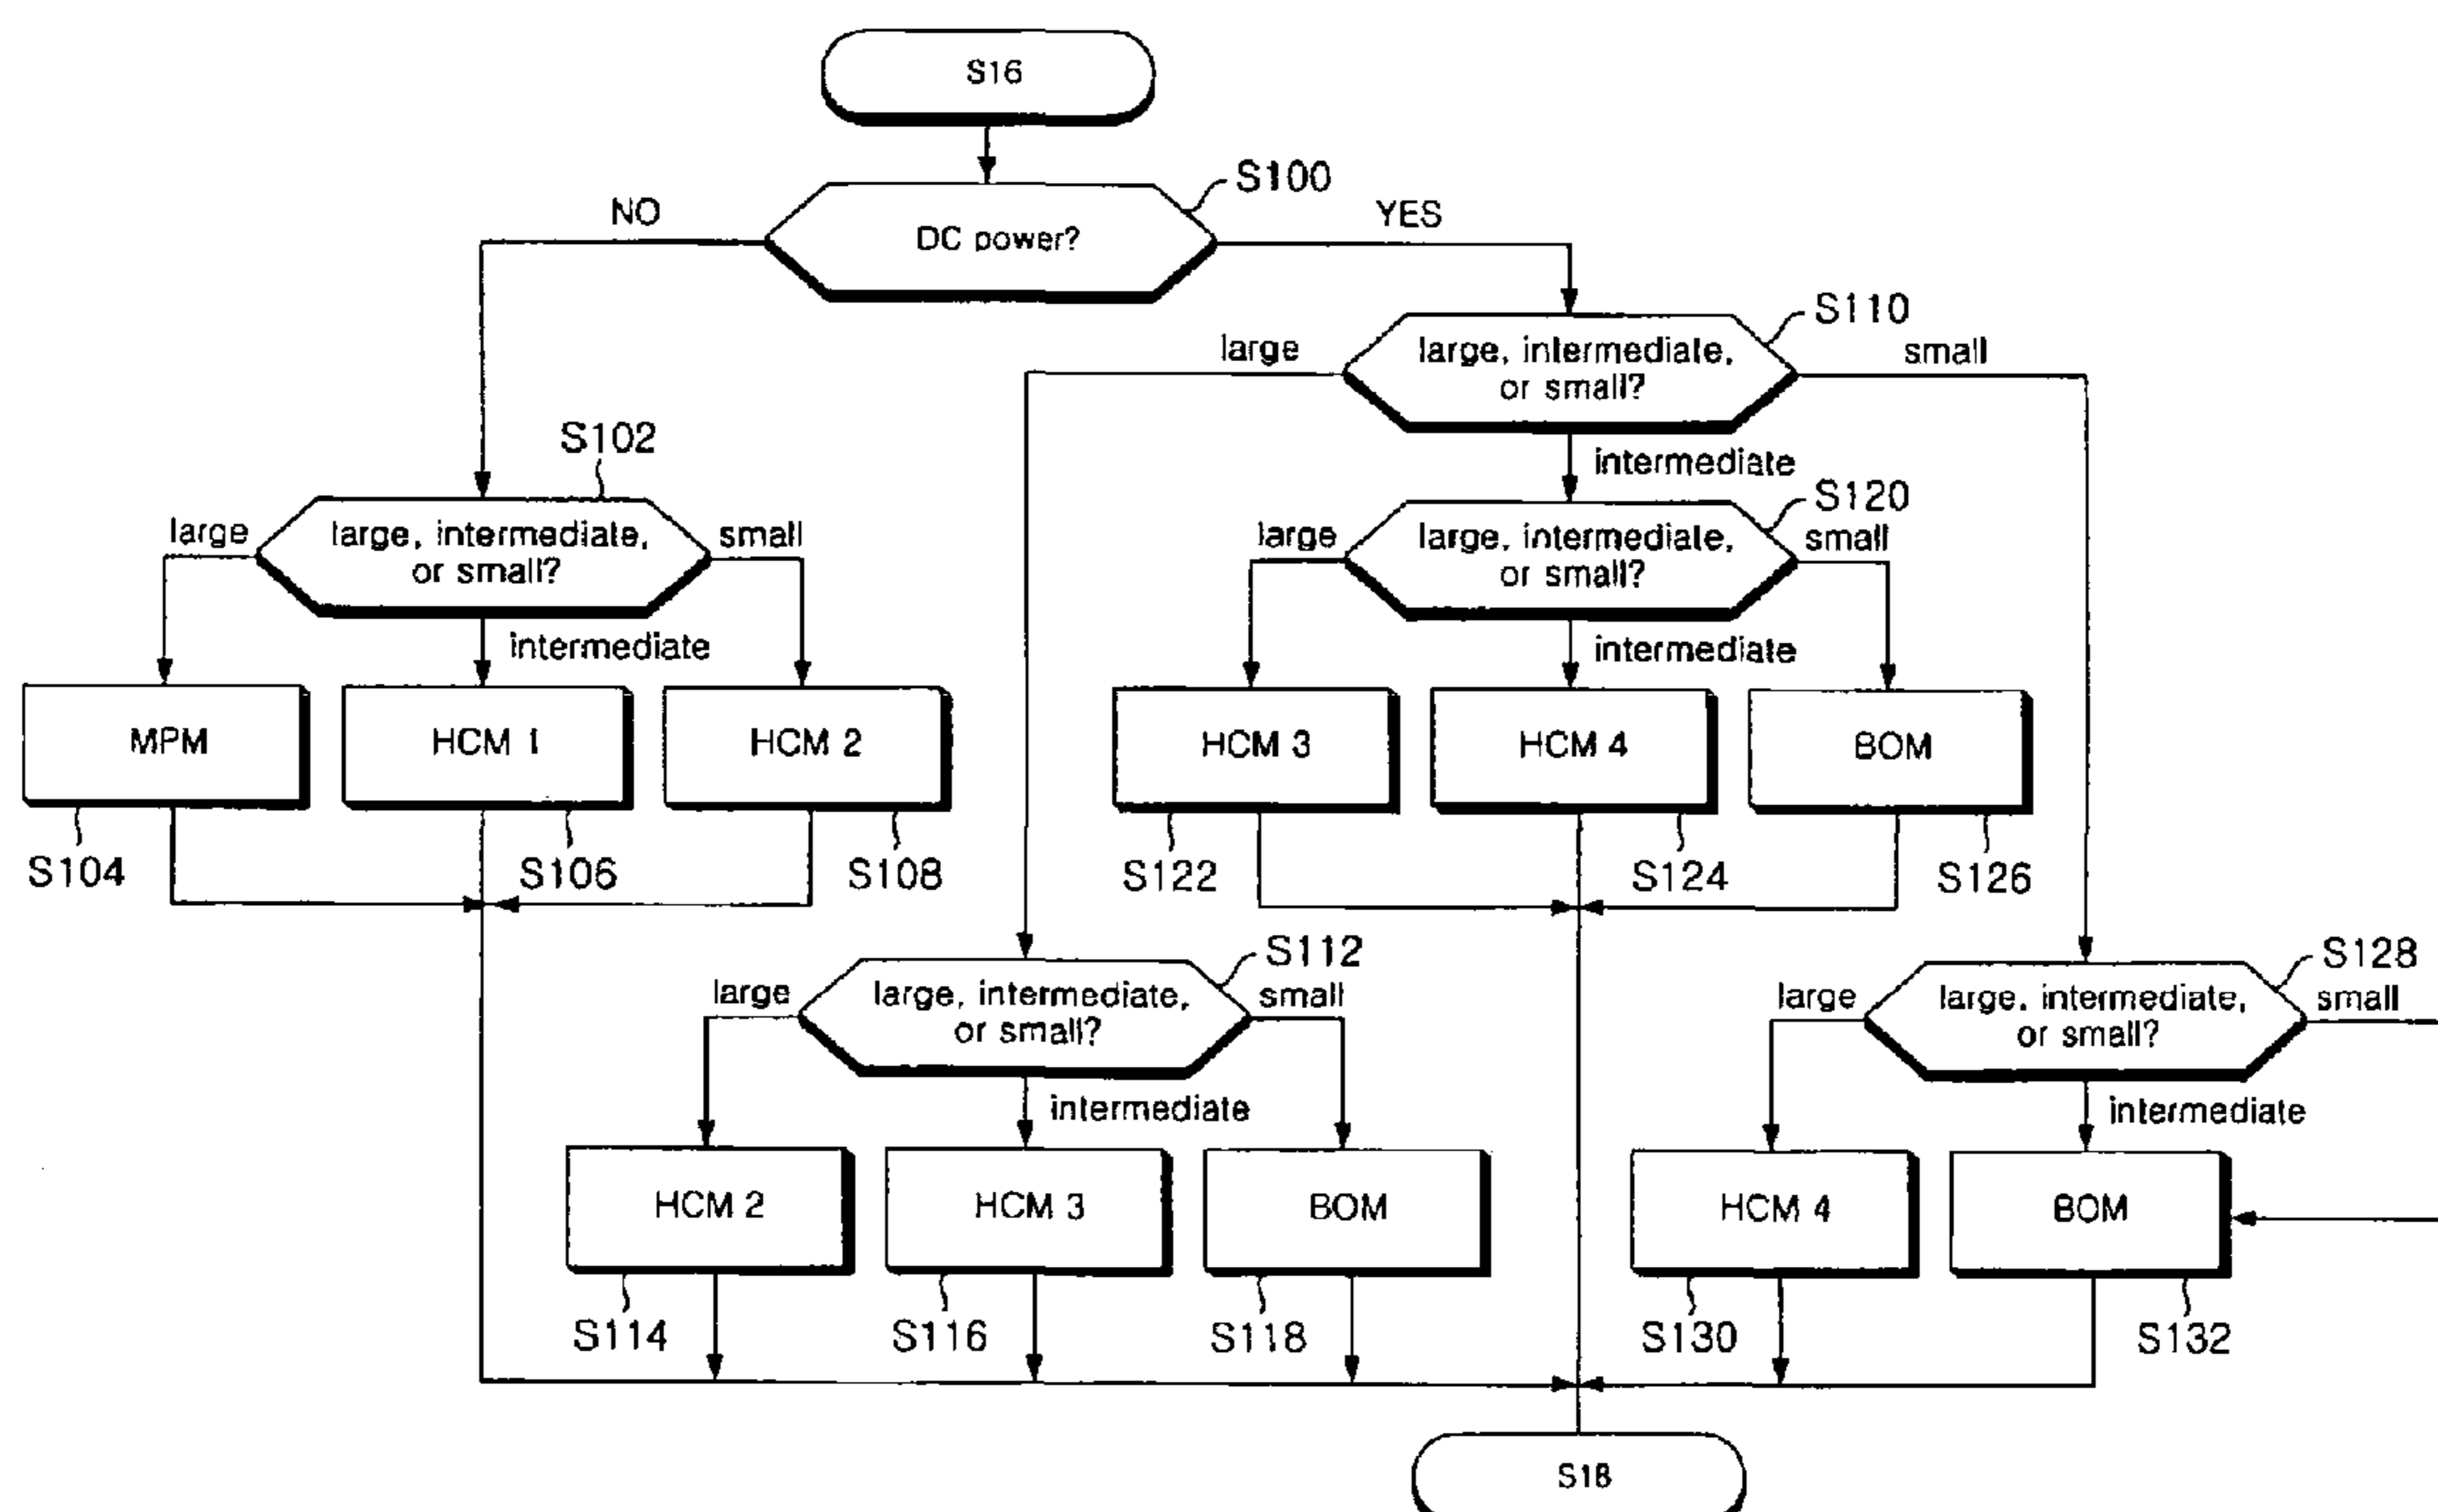 S16
S100
NO
YES
DC power?
S110
large
large, intermediate,
or small?
small
intermediate
S102
large
large, intermediate,
or small?
small
intermediate
S120
large
large, intermediate,
or small?
small
intermediate
MPM
HCM 1
HCM 2
HCM 3
HCM 4
BOM
S104
S106
S108
S122
S124
S126
S112
large
large, intermediate,
or small?
small
intermediate
S128
large
large, intermediate,
or small?
small
intermediate
HCM 2
HCM 3
BOM
HCM 4
BOM
S114
S116
S118
S130
S132
S18